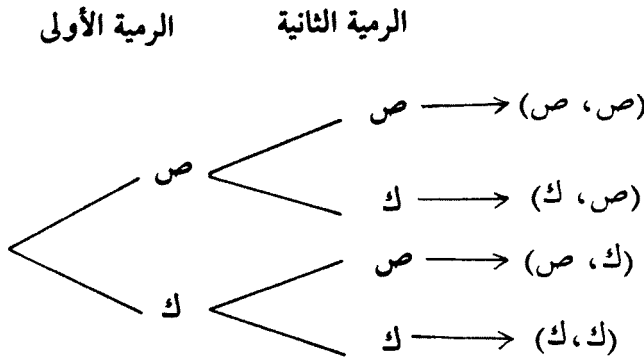 الرمية الأولى الرمية الثانية
ص → (ص ، ص)
ص
ك → (ص، ك)
ص → (ك، ص)
ك
ك → (ك،ك)